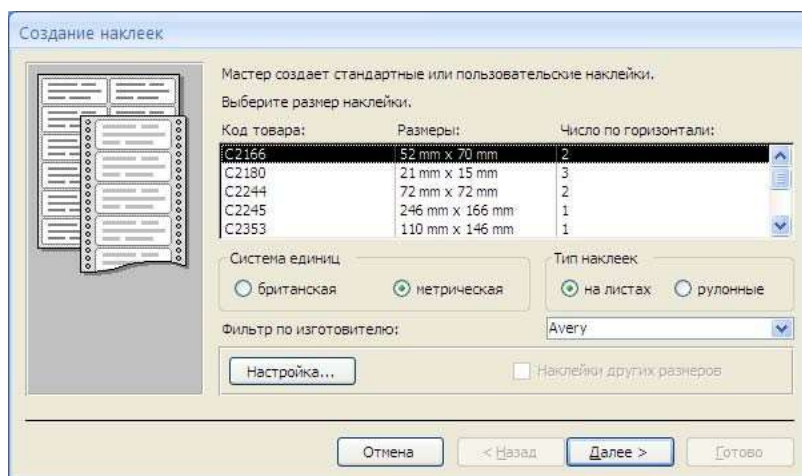 Создание наклеек
Мастер создает стандартные или пользовательские наклейки.
Выберите размер наклейки.
Код товара: Размеры: Число по горизонтали:
C2166 52 mm x 70 mm 2
C2180 21 mm x 15 mm 3
C2244 72 mm x 72 mm 2
C2245 246 mm x 166 mm 1
C2353 110 mm x 146 mm 1
Система единиц Тип наклеек
британская метрическая на листах рулонные
Фильтр по изготовителю: Avery
Настройка... Наклейки других размеров
Отмена < Назад Далее > Готово